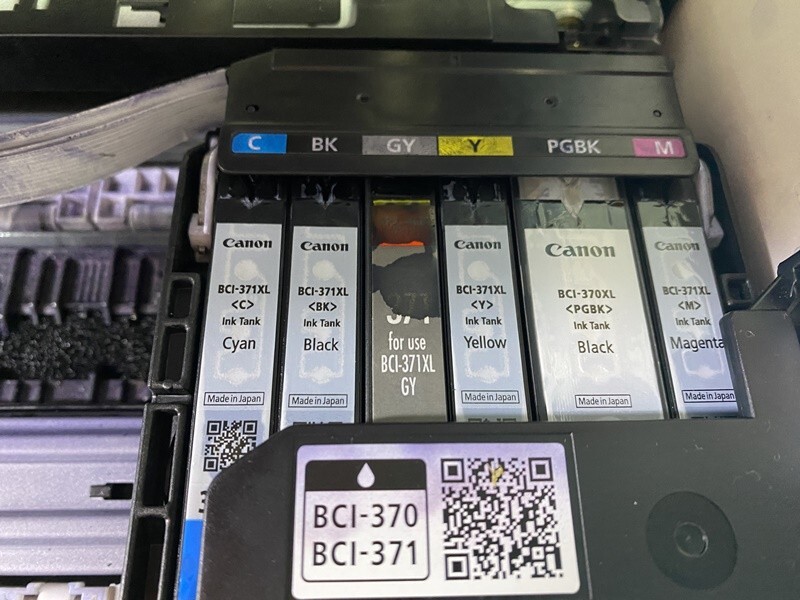 C
BK
GY
Y
PGBK
M
Canon
BCI-371XL
<C>
Ink Tank
Cyan
Made in Japan
Canon
BCI-371XL
<BK>
Ink Tank
Black
Made in Japan
371
for use
BCI-371XL
GY
Canon
BCI-371XL
<Y>
Ink Tank
Yellow
Made in Japan
Canon
BCI-370XL
<PGBK>
Ink Tank
Black
Made in Japan
Canon
BCI-371XL
<M>
Ink Tank
Magenta
Made in Japan
BCI-370
BCI-371